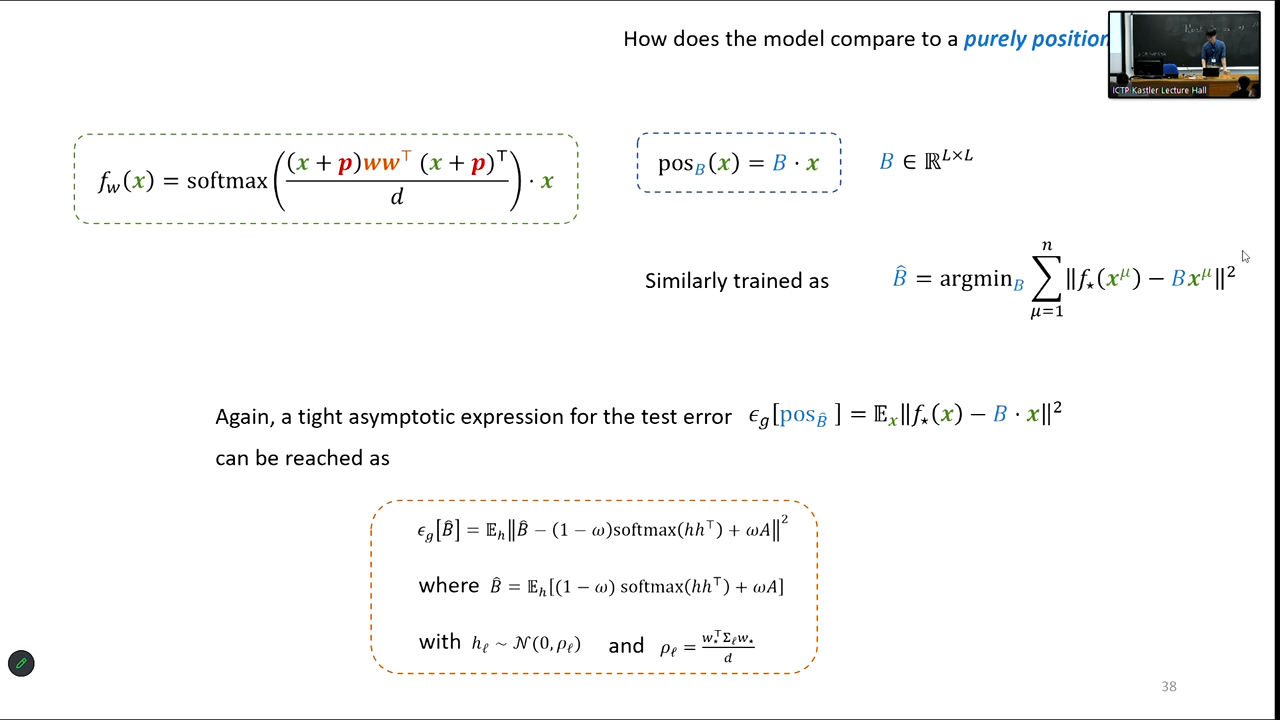 How does the model compare to a purely position
ICTP Kastler Lecture Hall
f_w(x) = softmax( (x + p)ww^⊤ (x + p)^⊤ / d ) · x
pos_B(x) = B · x
B ∈ ℝ^{L×L}
Similarly trained as
B̂ = argmin_B ∑_{μ=1}^{n} ‖f_⋆(x^μ) − Bx^μ‖²
Again, a tight asymptotic expression for the test error ϵ_g[pos_B̂ ] = 𝔼_x‖f_⋆(x) − B · x‖²
can be reached as
ϵ_g[B̂] = 𝔼_h‖B̂ − (1 − ω)softmax(hh^⊤) + ωA‖²
where B̂ = 𝔼_h[(1 − ω) softmax(hh^⊤) + ωA]
with h_ℓ ~ 𝒩(0, ρ_ℓ) and ρ_ℓ = w_⋆^⊤Σ_ℓw_⋆ / d
38